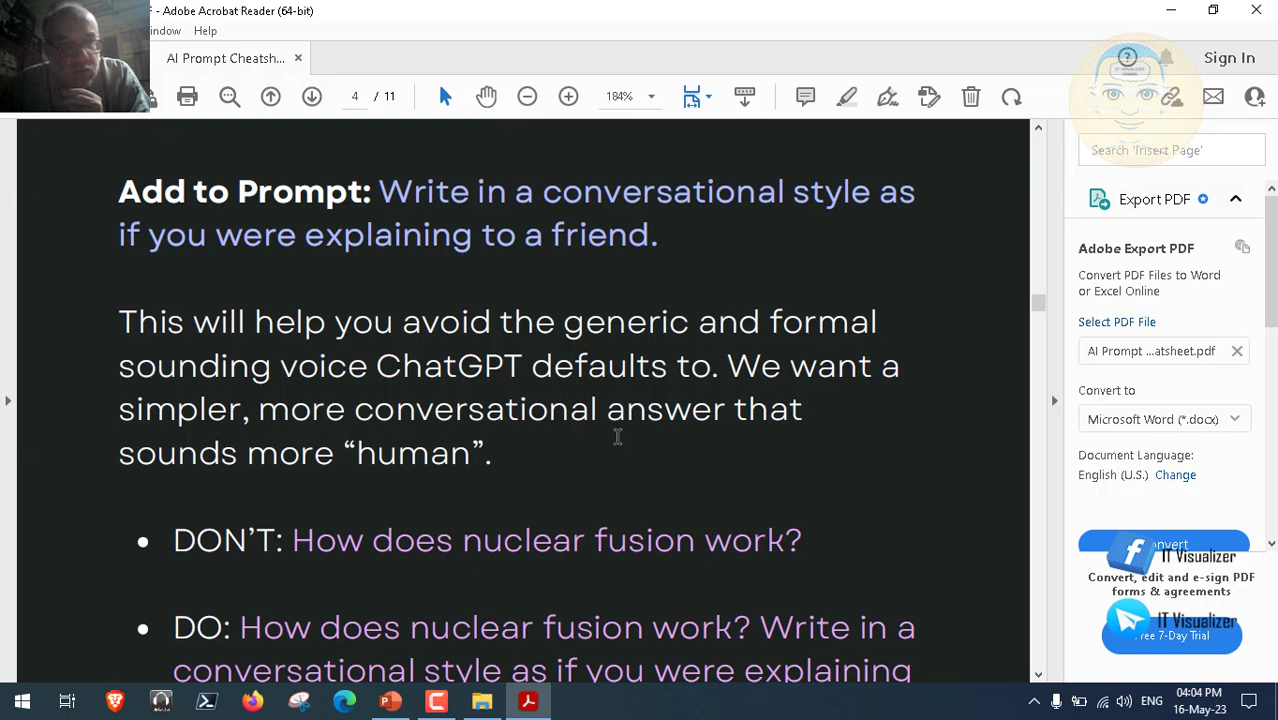 - Adobe Acrobat Reader (64-bit)
indow Help
AI Prompt Cheatsh...
Sign In
4 / 11
184%
Search 'Insert Page'
Add to Prompt: Write in a conversational style as
if you were explaining to a friend.
This will help you avoid the generic and formal
sounding voice ChatGPT defaults to. We want a
simpler, more conversational answer that
sounds more “human”.
• DON’T: How does nuclear fusion work?
• DO: How does nuclear fusion work? Write in a
conversational style as if you were explaining
Export PDF
Adobe Export PDF
Convert PDF Files to Word
or Excel Online
Select PDF File
AI Prompt ...atsheet.pdf
Convert to
Microsoft Word (*.docx)
Document Language:
English (U.S.) Change
IT Visualizer
Convert, edit and e-sign PDF
forms & agreements
IT Visualizer
Free 7-Day Trial
ENG
04:04 PM
16-May-23